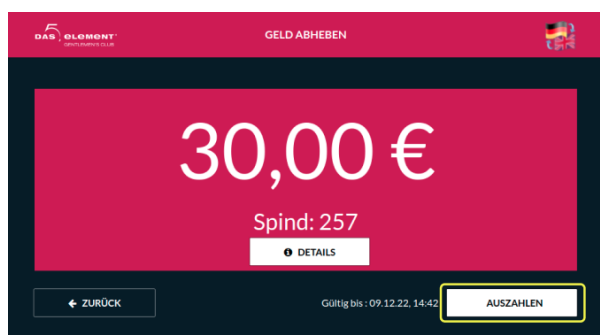 DAS 5. ELEMENT
GENTLEMEN'S CLUB
GELD ABHEBEN
30,00 €
Spind: 257
DETAILS
ZURÜCK
Gültig bis : 09.12.22, 14:42
AUSZAHLEN